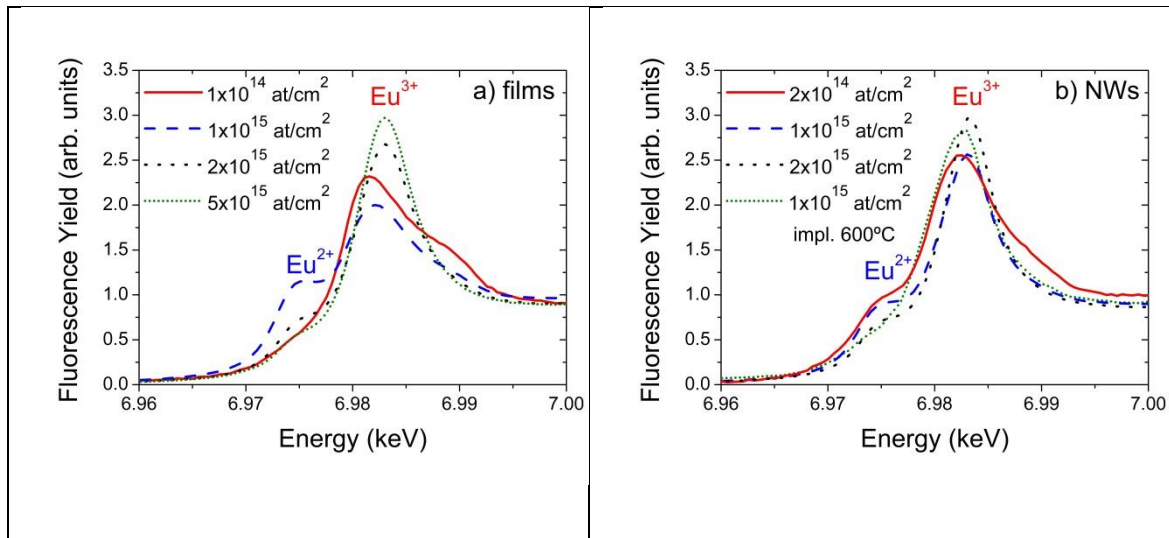 a) films
1x10^14 at/cm^2
1x10^15 at/cm^2
2x10^15 at/cm^2
5x10^15 at/cm^2
Eu^3+
Eu^2+
Fluorescence Yield (arb. units)
3.5
3.0
2.5
2.0
1.5
1.0
0.5
0.0
6.96
6.97
6.98
6.99
7.00
Energy (keV)
b) NWs
2x10^14 at/cm^2
1x10^15 at/cm^2
2x10^15 at/cm^2
1x10^15 at/cm^2
impl. 600ºC
Eu^3+
Eu^2+
Fluorescence Yield (arb. units)
3.5
3.0
2.5
2.0
1.5
1.0
0.5
0.0
6.96
6.97
6.98
6.99
7.00
Energy (keV)